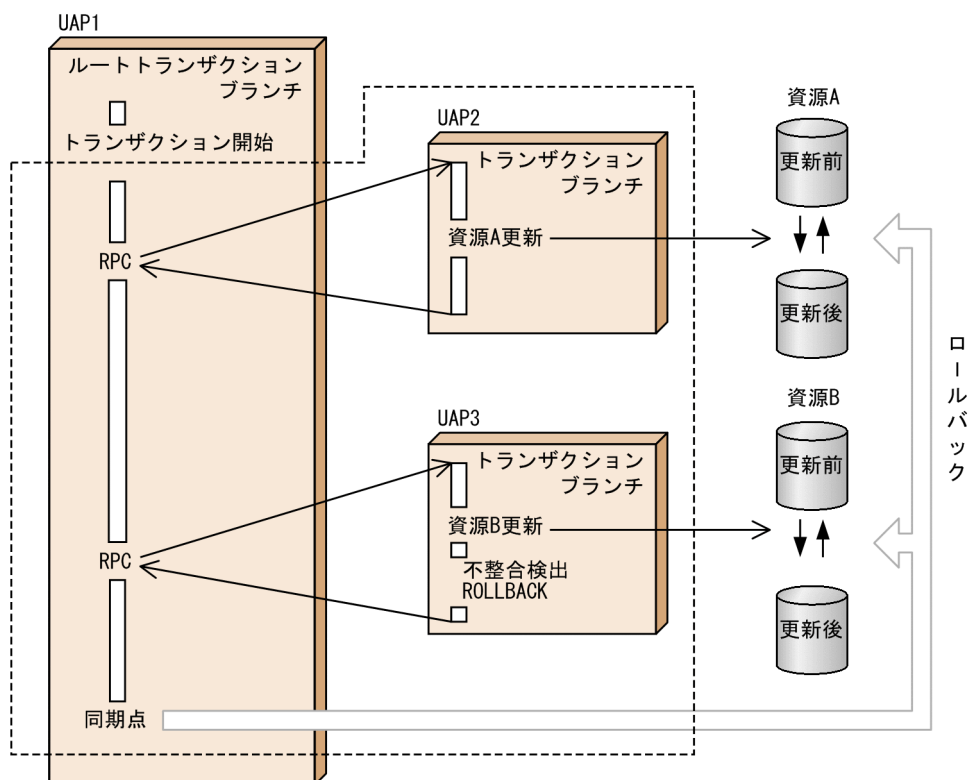 UAP1
ルートトランザクション
ブランチ
トランザクション開始
RPC
RPC
同期点
UAP2
トランザクション
ブランチ
資源A更新
UAP3
トランザクション
ブランチ
資源B更新
不整合検出
ROLLBACK
資源A
更新前
更新後
資源B
更新前
更新後
ロールバック